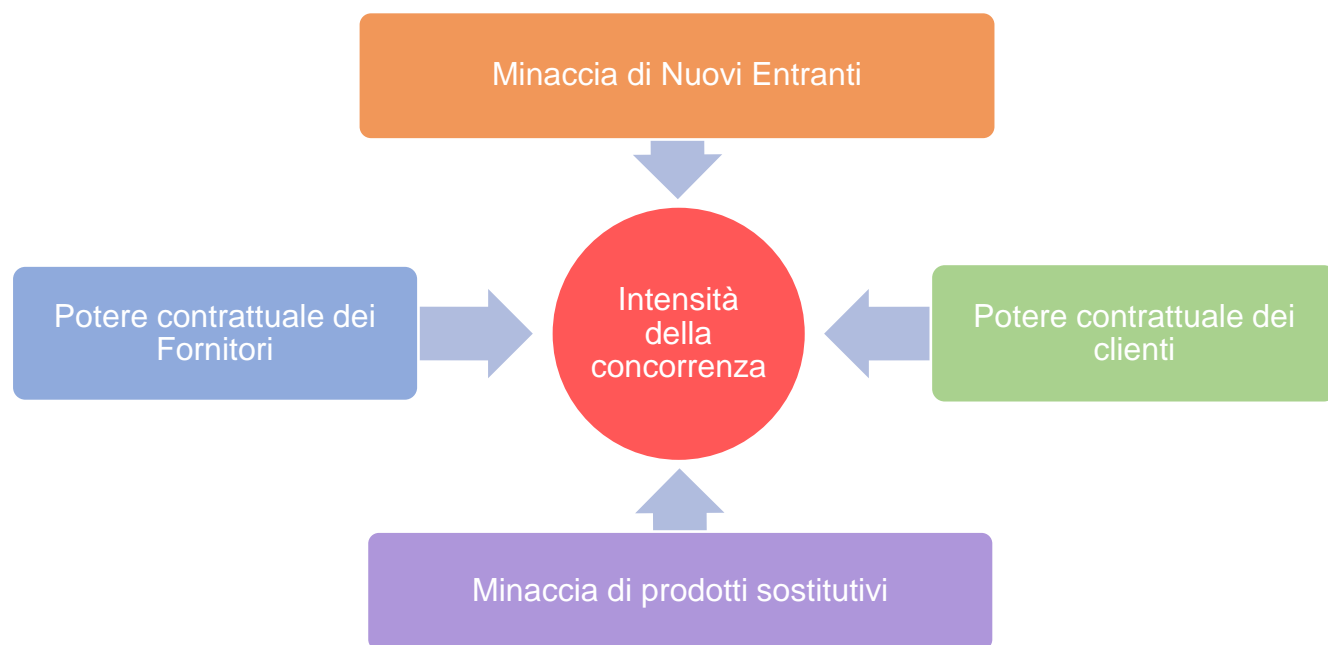 Minaccia di Nuovi Entranti
Potere contrattuale dei
Fornitori
Intensità
della
concorrenza
Potere contrattuale dei
clienti
Minaccia di prodotti sostitutivi